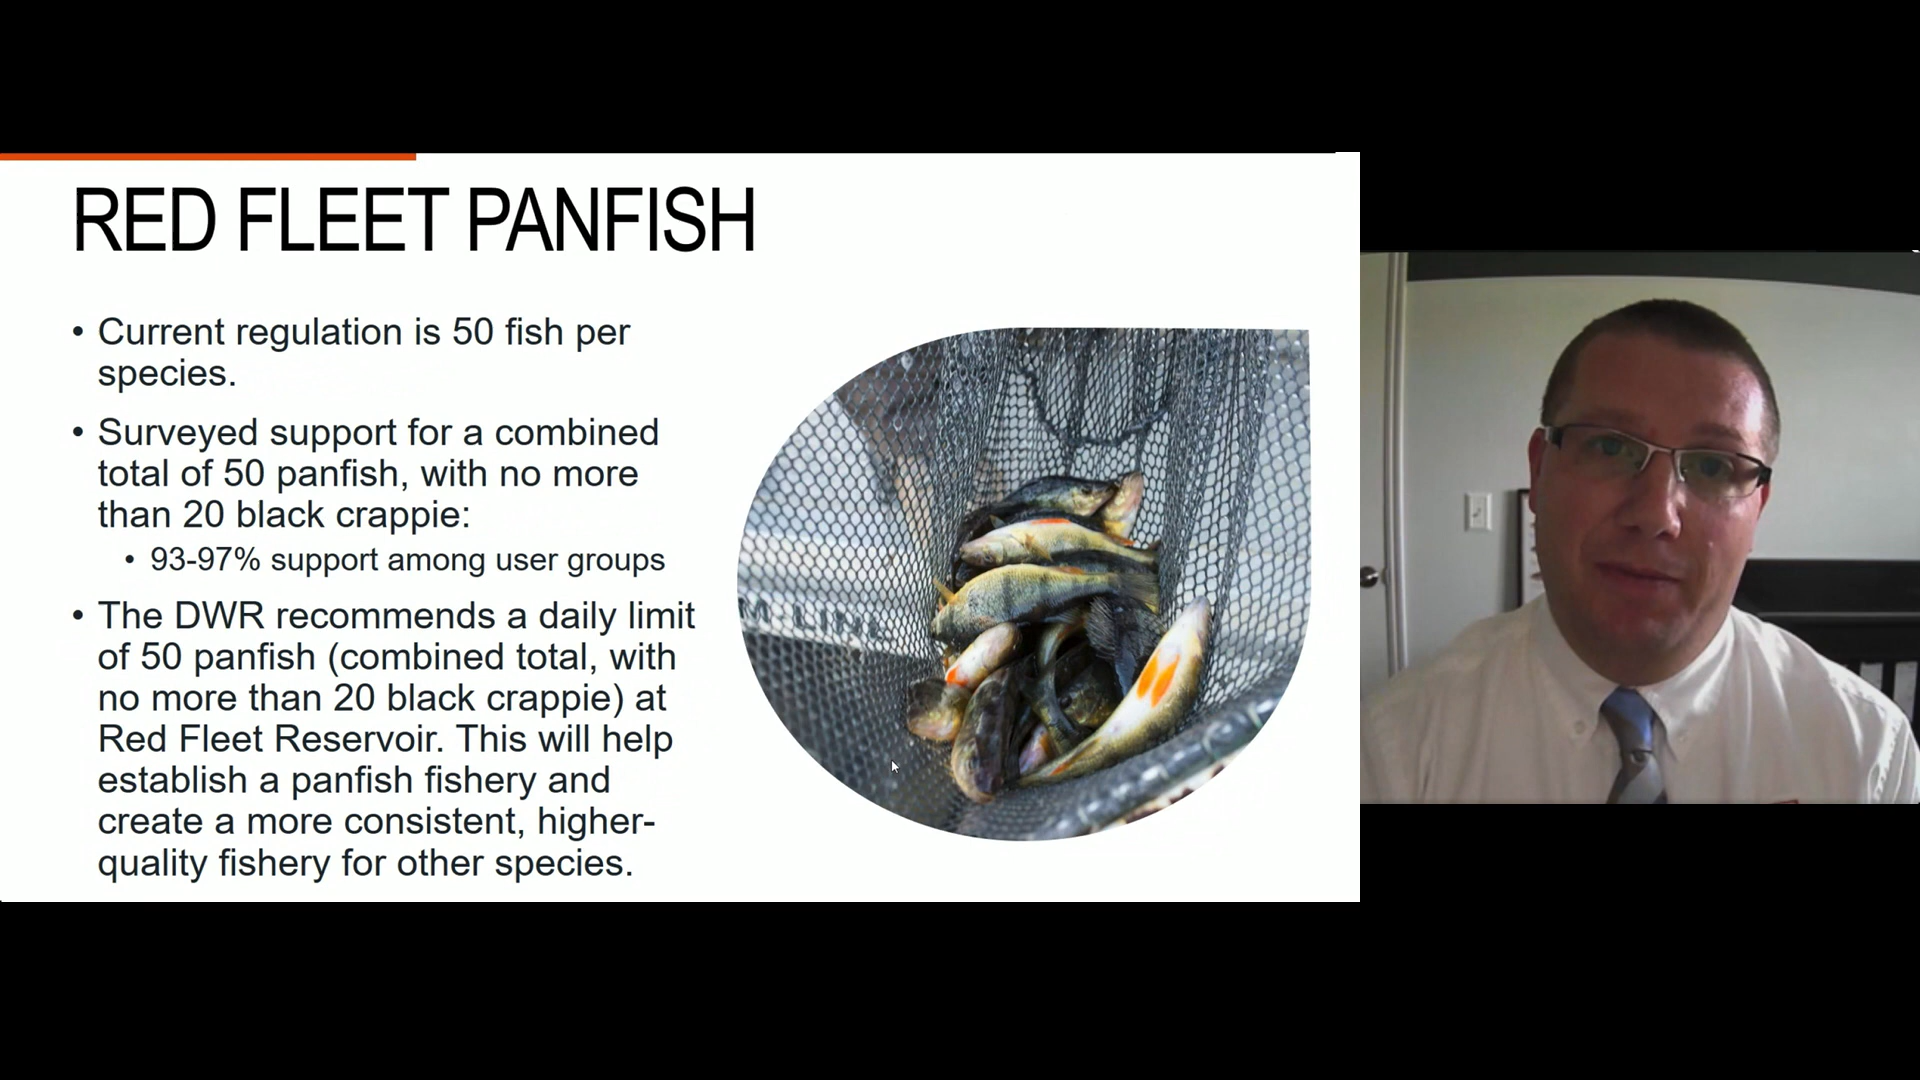 RED FLEET PANFISH
• Current regulation is 50 fish per
species.
• Surveyed support for a combined
total of 50 panfish, with no more
than 20 black crappie:
• 93-97% support among user groups
• The DWR recommends a daily limit
of 50 panfish (combined total, with
no more than 20 black crappie) at
Red Fleet Reservoir. This will help
establish a panfish fishery and
create a more consistent, higher-
quality fishery for other species.